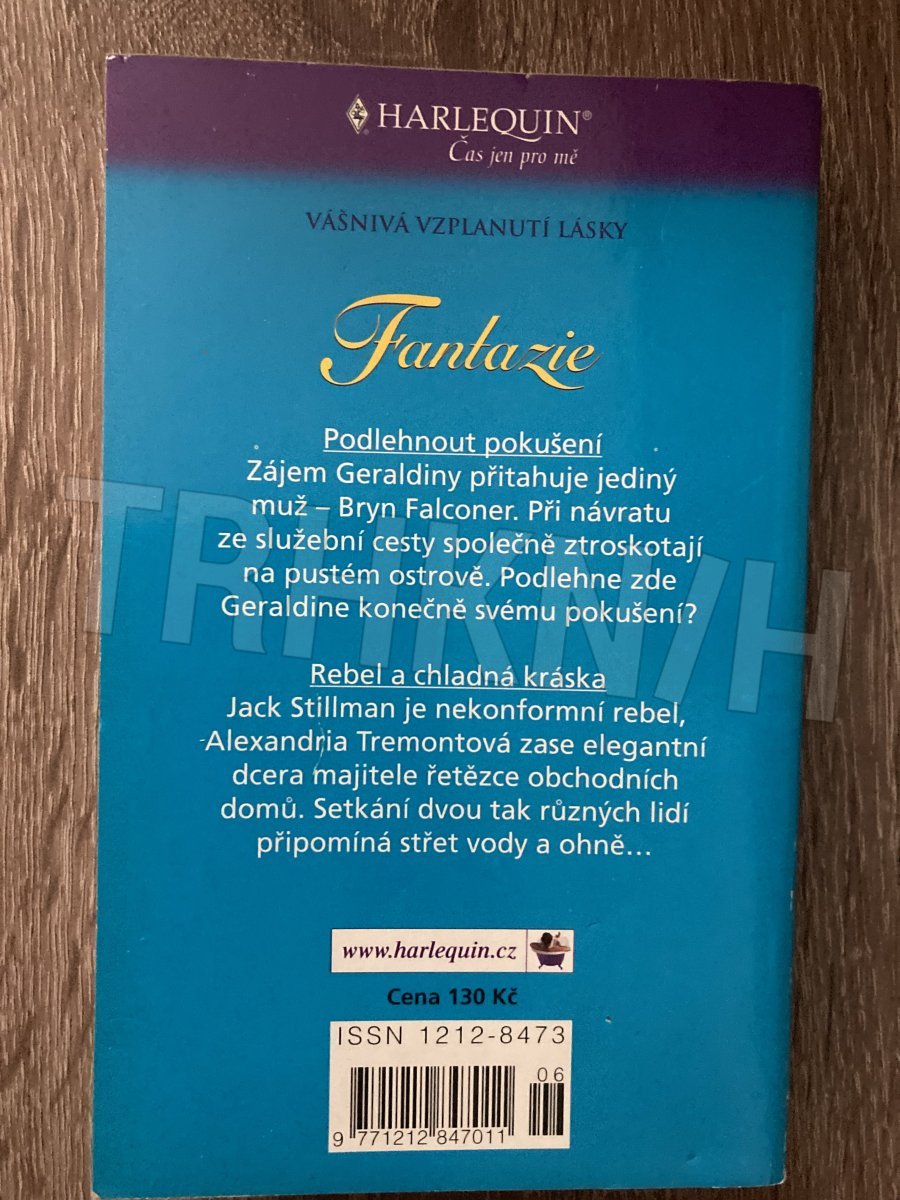 HARLEQUIN®
Čas jen pro mě
VÁŠNIVÁ VZPLANUTÍ LÁSKY
Fantazie
Podlehnout pokušení
Zájem Geraldiny přitahuje jediný
muž – Bryn Falconer. Při návratu
ze služební cesty společně ztroskotají
na pustém ostrově. Podlehne zde
Geraldine konečně svému pokušení?
Rebel a chladná kráska
Jack Stillman je nekonformní rebel,
Alexandria Tremontová zase elegantní
dcera majitele řetězce obchodních
domů. Setkání dvou tak různých lidí
připomíná střet vody a ohně...
www.harlequin.cz
Cena 130 Kč
ISSN 1212-8473
06
9 771212 847011
TRHKNIH